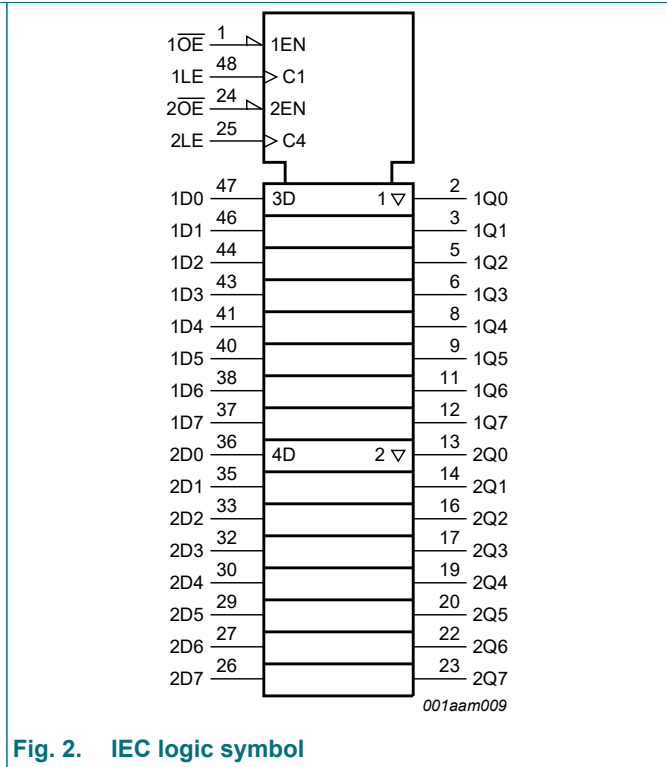 1O̅E̅ 1 1EN
1LE 48 C1
2O̅E̅ 24 2EN
2LE 25 C4
1D0 47 3D 1 ▽ 2 1Q0
1D1 46 3 1Q1
1D2 44 5 1Q2
1D3 43 6 1Q3
1D4 41 8 1Q4
1D5 40 9 1Q5
1D6 38 11 1Q6
1D7 37 12 1Q7
2D0 36 4D 2 ▽ 13 2Q0
2D1 35 14 2Q1
2D2 33 16 2Q2
2D3 32 17 2Q3
2D4 30 19 2Q4
2D5 29 20 2Q5
2D6 27 22 2Q6
2D7 26 23 2Q7
001aam009
Fig. 2. IEC logic symbol